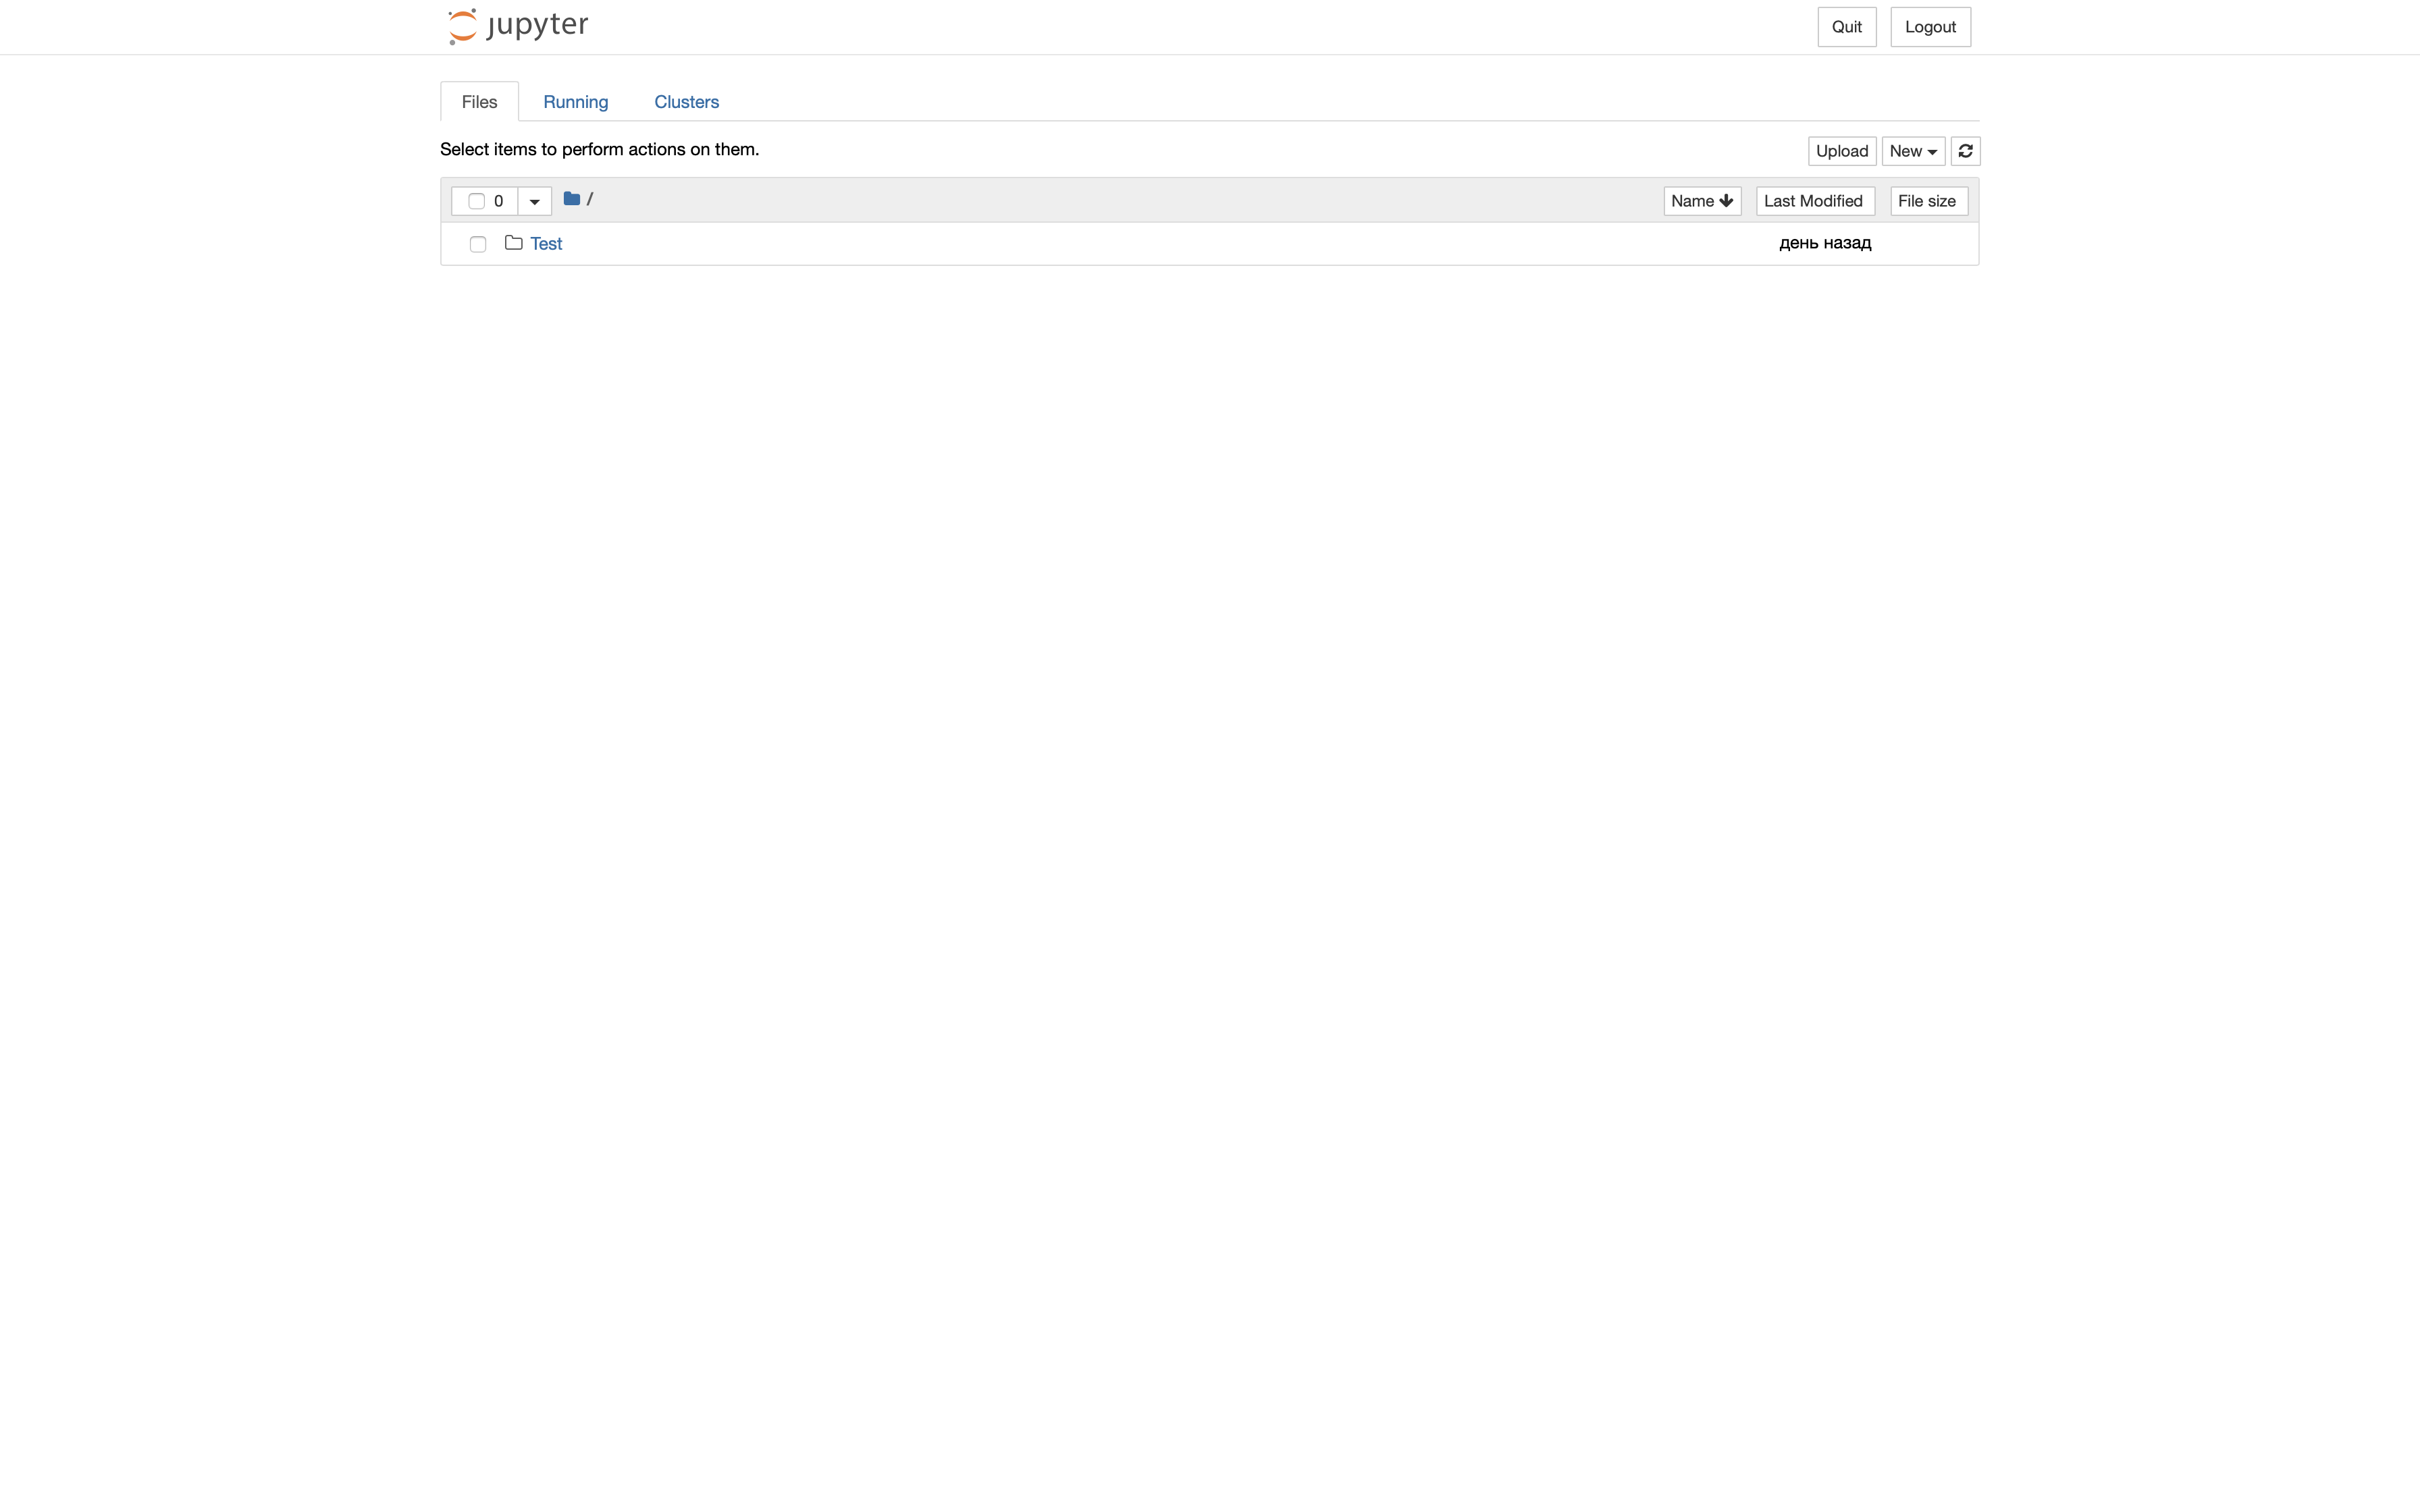 jupyter
Quit
Logout
Files
Running
Clusters
Select items to perform actions on them.
Upload
New
0
/
Name
Last Modified
File size
Test
день назад